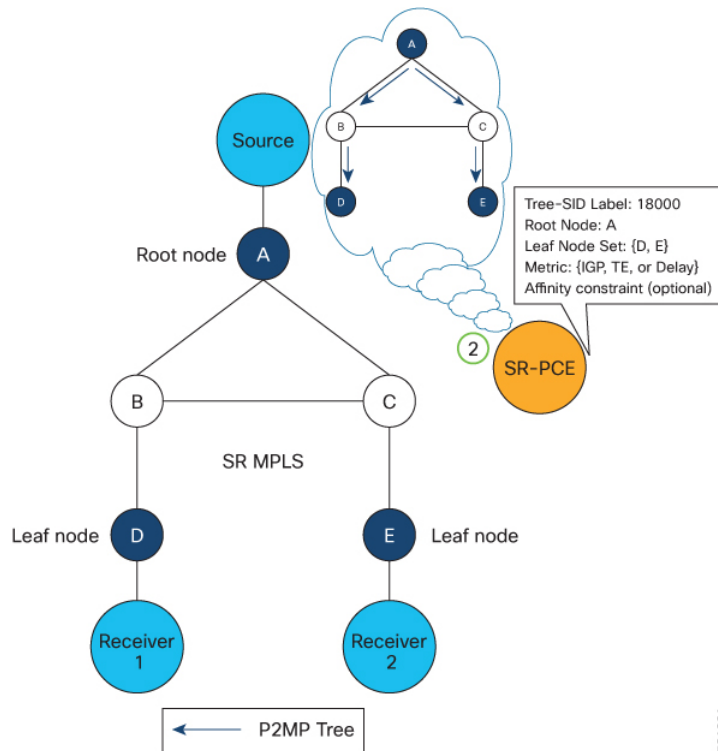 A
B
C
D
E
Source
Tree-SID Label: 18000
Root Node: A
Leaf Node Set: {D, E}
Metric: {IGP, TE, or Delay}
Affinity constraint (optional)
Root node
A
2
SR-PCE
B
C
SR MPLS
Leaf node
D
E
Leaf node
Receiver
1
Receiver
2
P2MP Tree